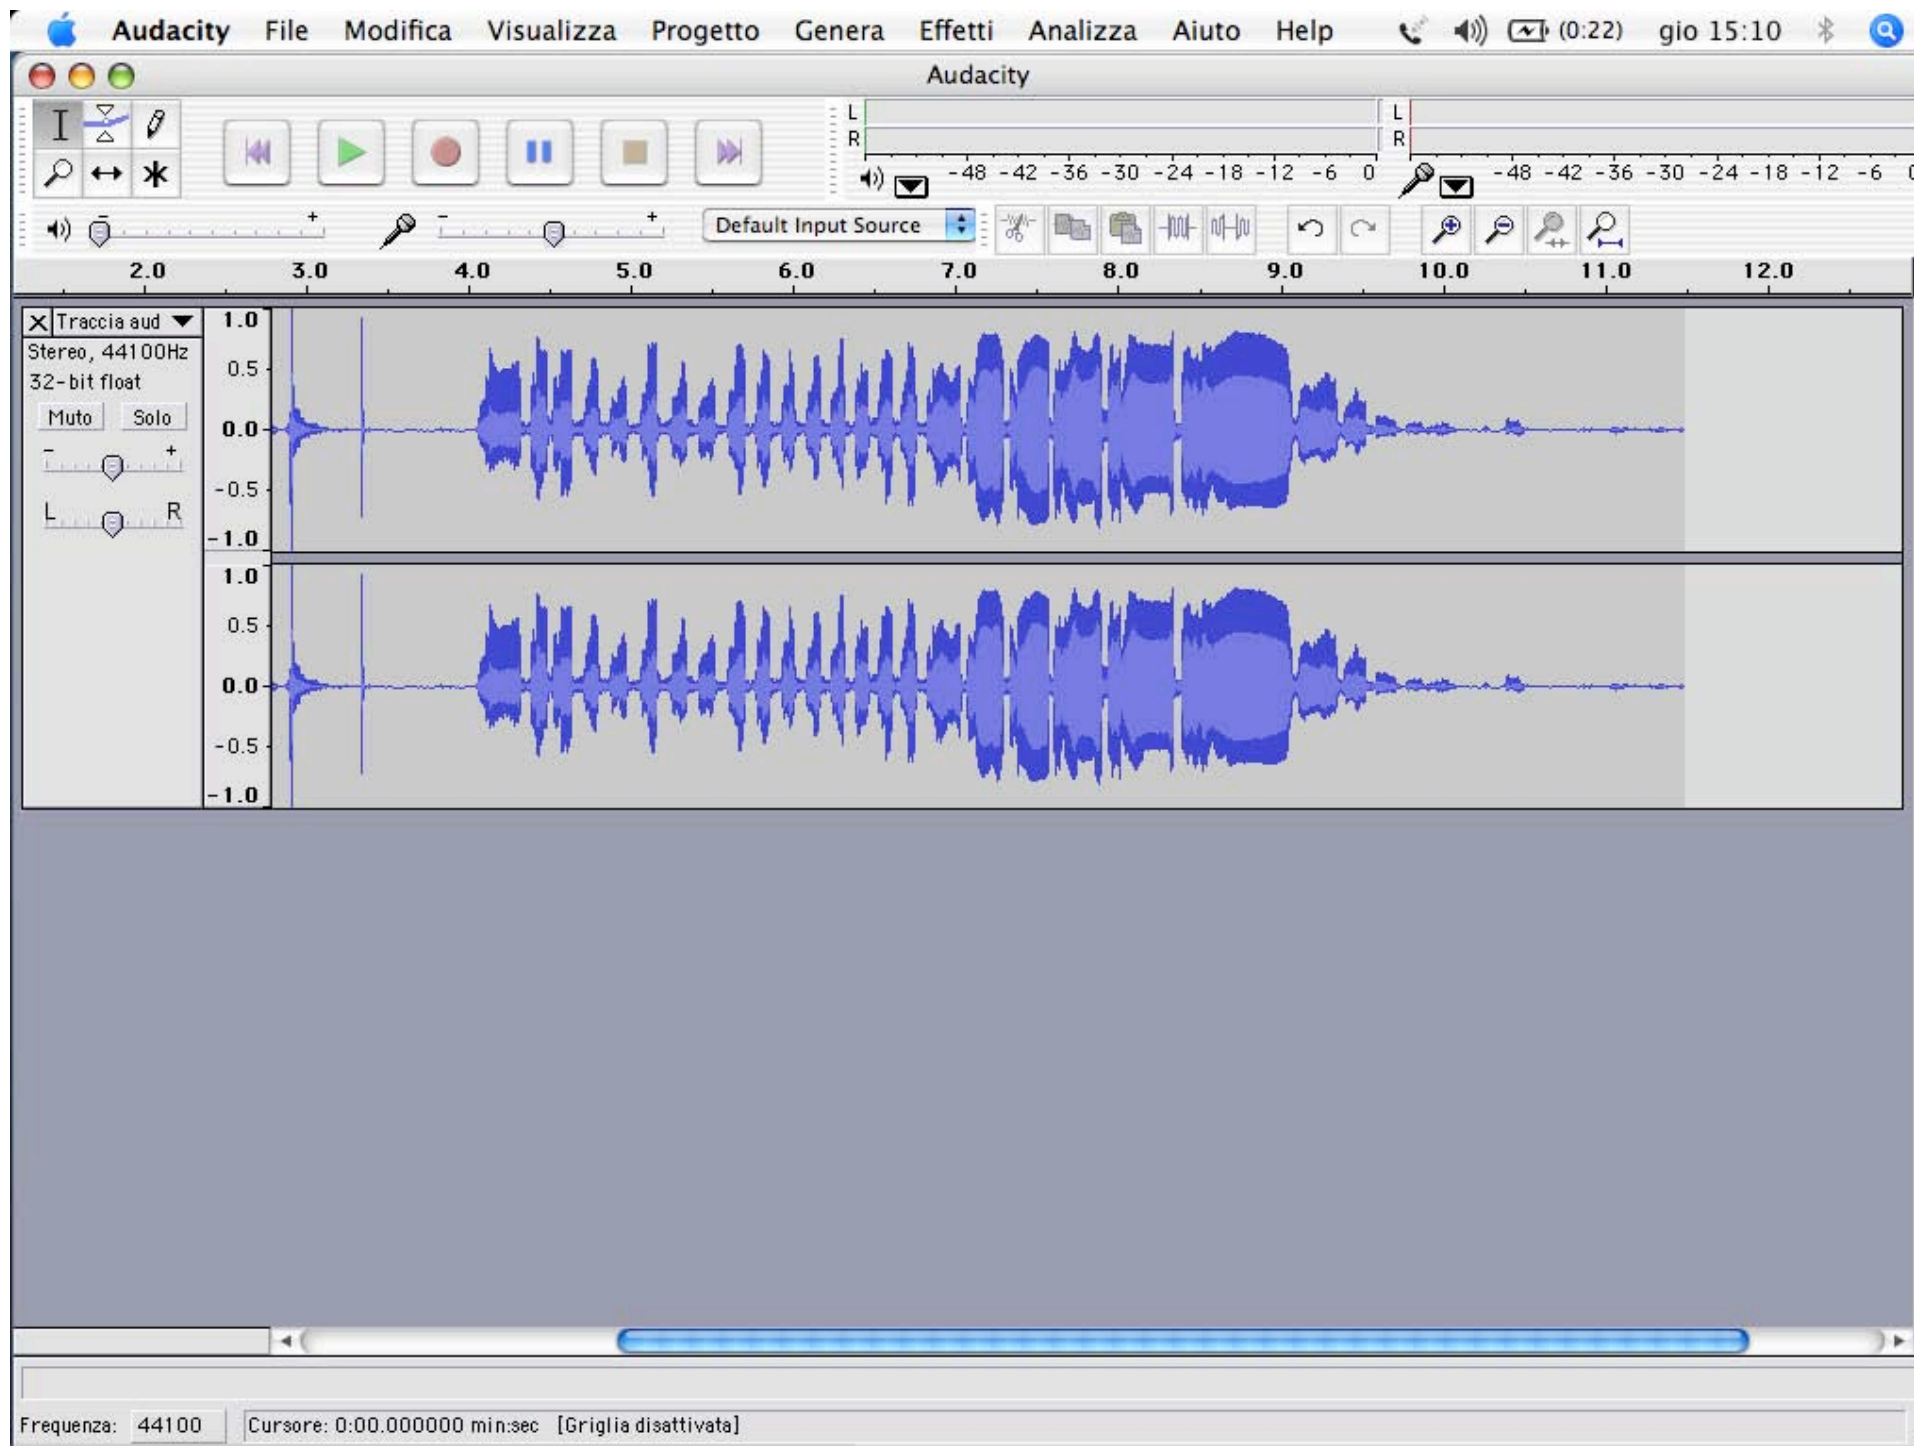 Audacity File Modifica Visualizza Progetto Genera Effetti Analizza Aiuto Help (0:22) gio 15:10
Audacity
L L
R R
-48 -42 -36 -30 -24 -18 -12 -6 0 -48 -42 -36 -30 -24 -18 -12 -6 0
- + - + Default Input Source
2.0 3.0 4.0 5.0 6.0 7.0 8.0 9.0 10.0 11.0 12.0
X Traccia aud 1.0
Stereo, 44100Hz
32-bit float 0.5
Muto Solo 0.0
- +
-0.5
L R
-1.0
1.0
0.5
0.0
-0.5
-1.0
Frequenza: 44100 Cursore: 0:00.000000 min:sec [Griglia disattivata]